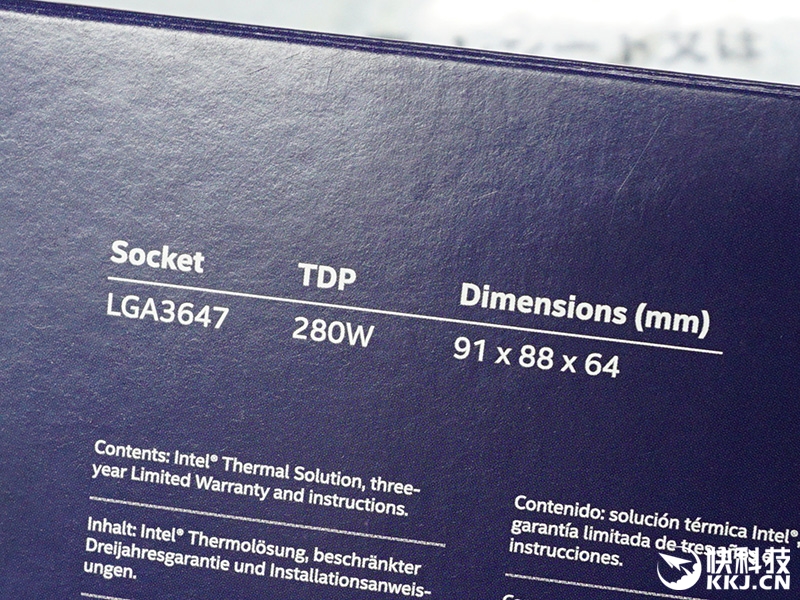 Socket TDP Dimensions (mm)
LGA3647 280W 91 x 88 x 64
Contents: Intel® Thermal Solution, three-
year Limited Warranty and instructions.
Inhalt: Intel® Thermolösung, beschränkter
Dreijahresgarantie und Installationsanweis-
ungen.
Contenido: solución térmica Intel®,
garantía limitada de tres años e
instrucciones.
快科技
KKJ.CN